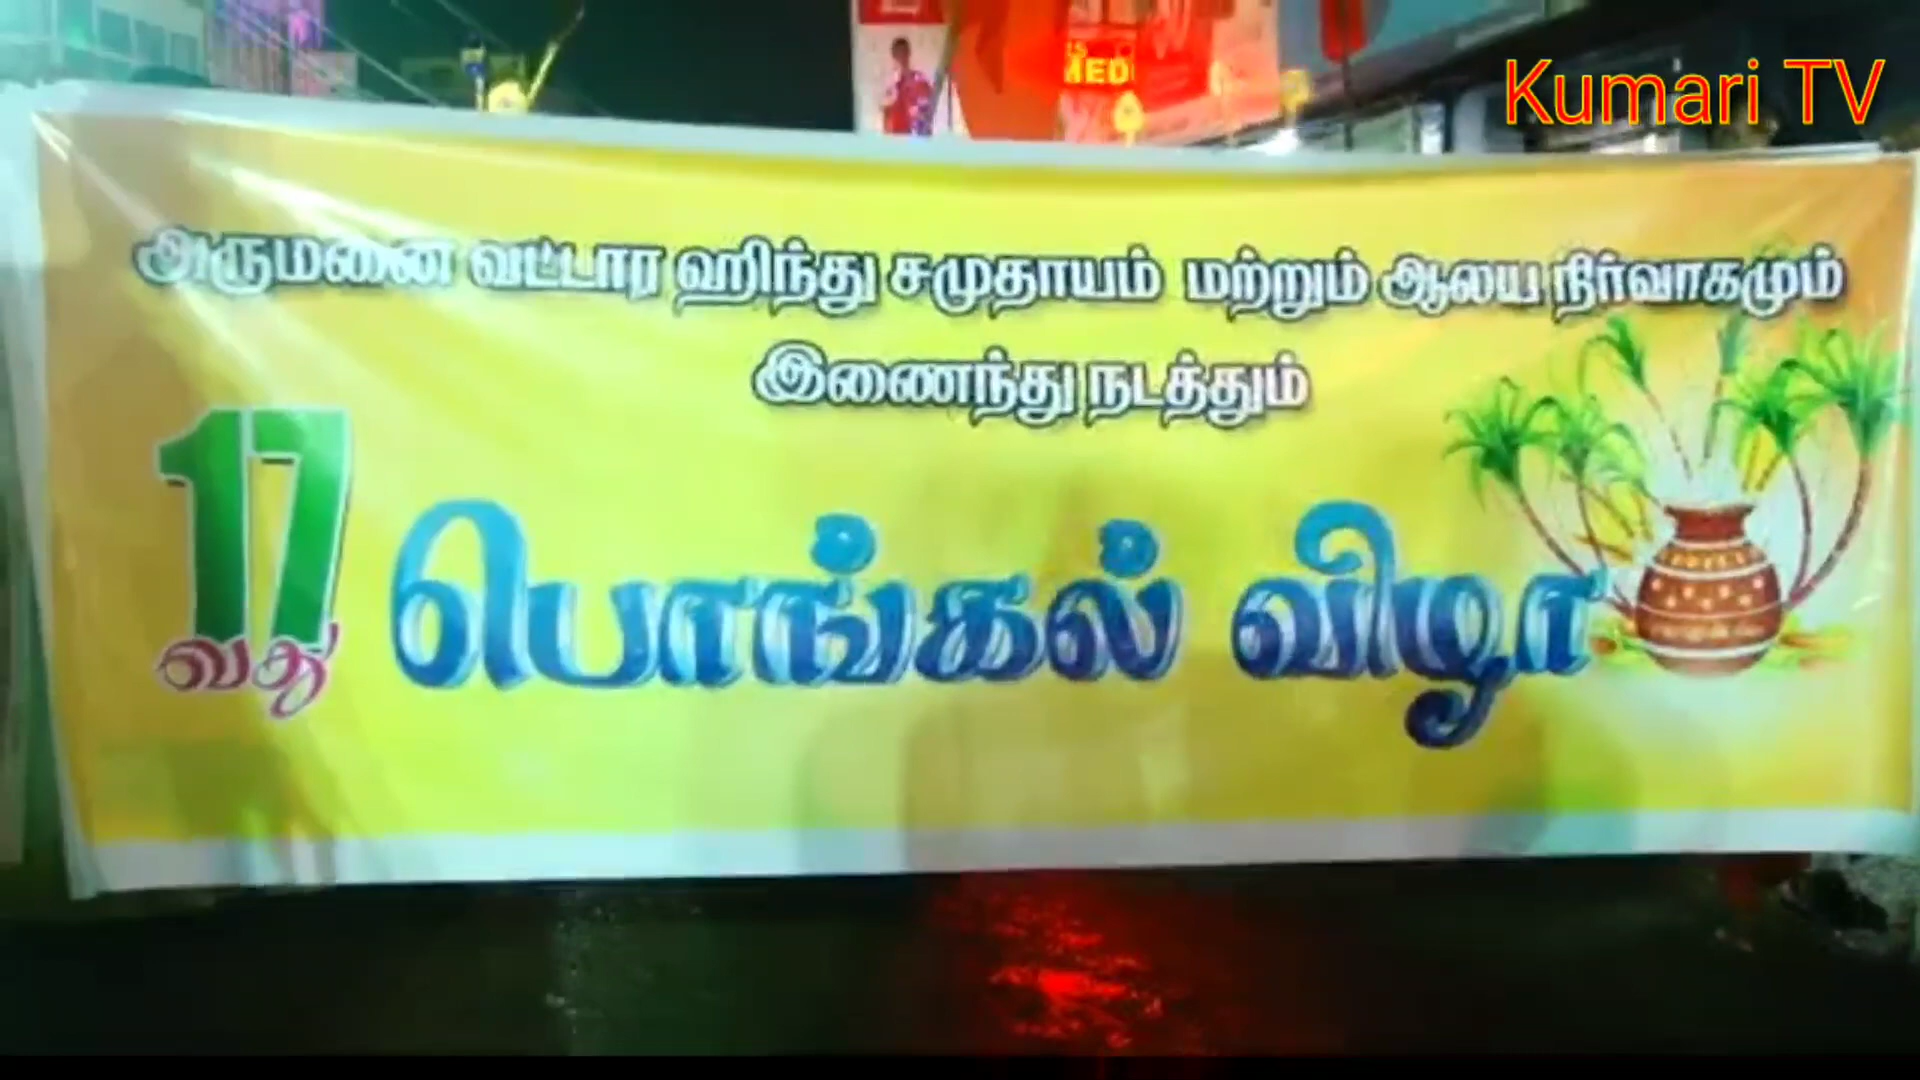 Kumari TV
அருமனை வட்டார ஹிந்து சமுதாயம் மற்றும் ஆலய நிர்வாகமும்
இணைந்து நடத்தும்
17
வது
பொங்கல் விழா